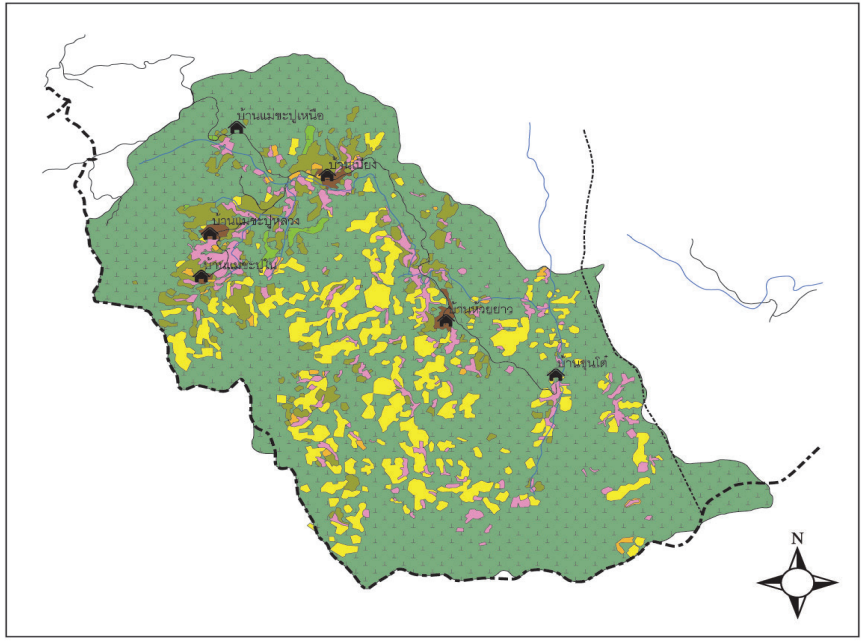 บ้านแม่ขะปูเหนือ
บ้านเปียง
บ้านแม่ขะปูหลวง
บ้านแม่ขะปูใน
บ้านห้วยยาว
บ้านขุนโต๋
N